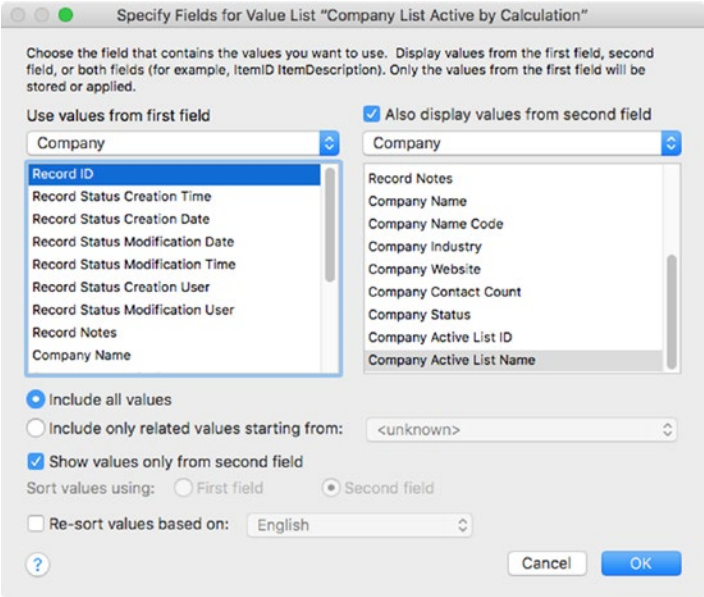 Specify Fields for Value List “Company List Active by Calculation”
Choose the field that contains the values you want to use. Display values from the first field, second
field, or both fields (for example, ItemID ItemDescription). Only the values from the first field will be
stored or applied.
Use values from first field
Company
Record ID
Record Status Creation Time
Record Status Creation Date
Record Status Modification Date
Record Status Modification Time
Record Status Creation User
Record Status Modification User
Record Notes
Company Name
Also display values from second field
Company
Record Notes
Company Name
Company Name Code
Company Industry
Company Website
Company Contact Count
Company Status
Company Active List ID
Company Active List Name
Include all values
Include only related values starting from: <unknown>
Show values only from second field
Sort values using: First field Second field
Re-sort values based on: English
? Cancel OK